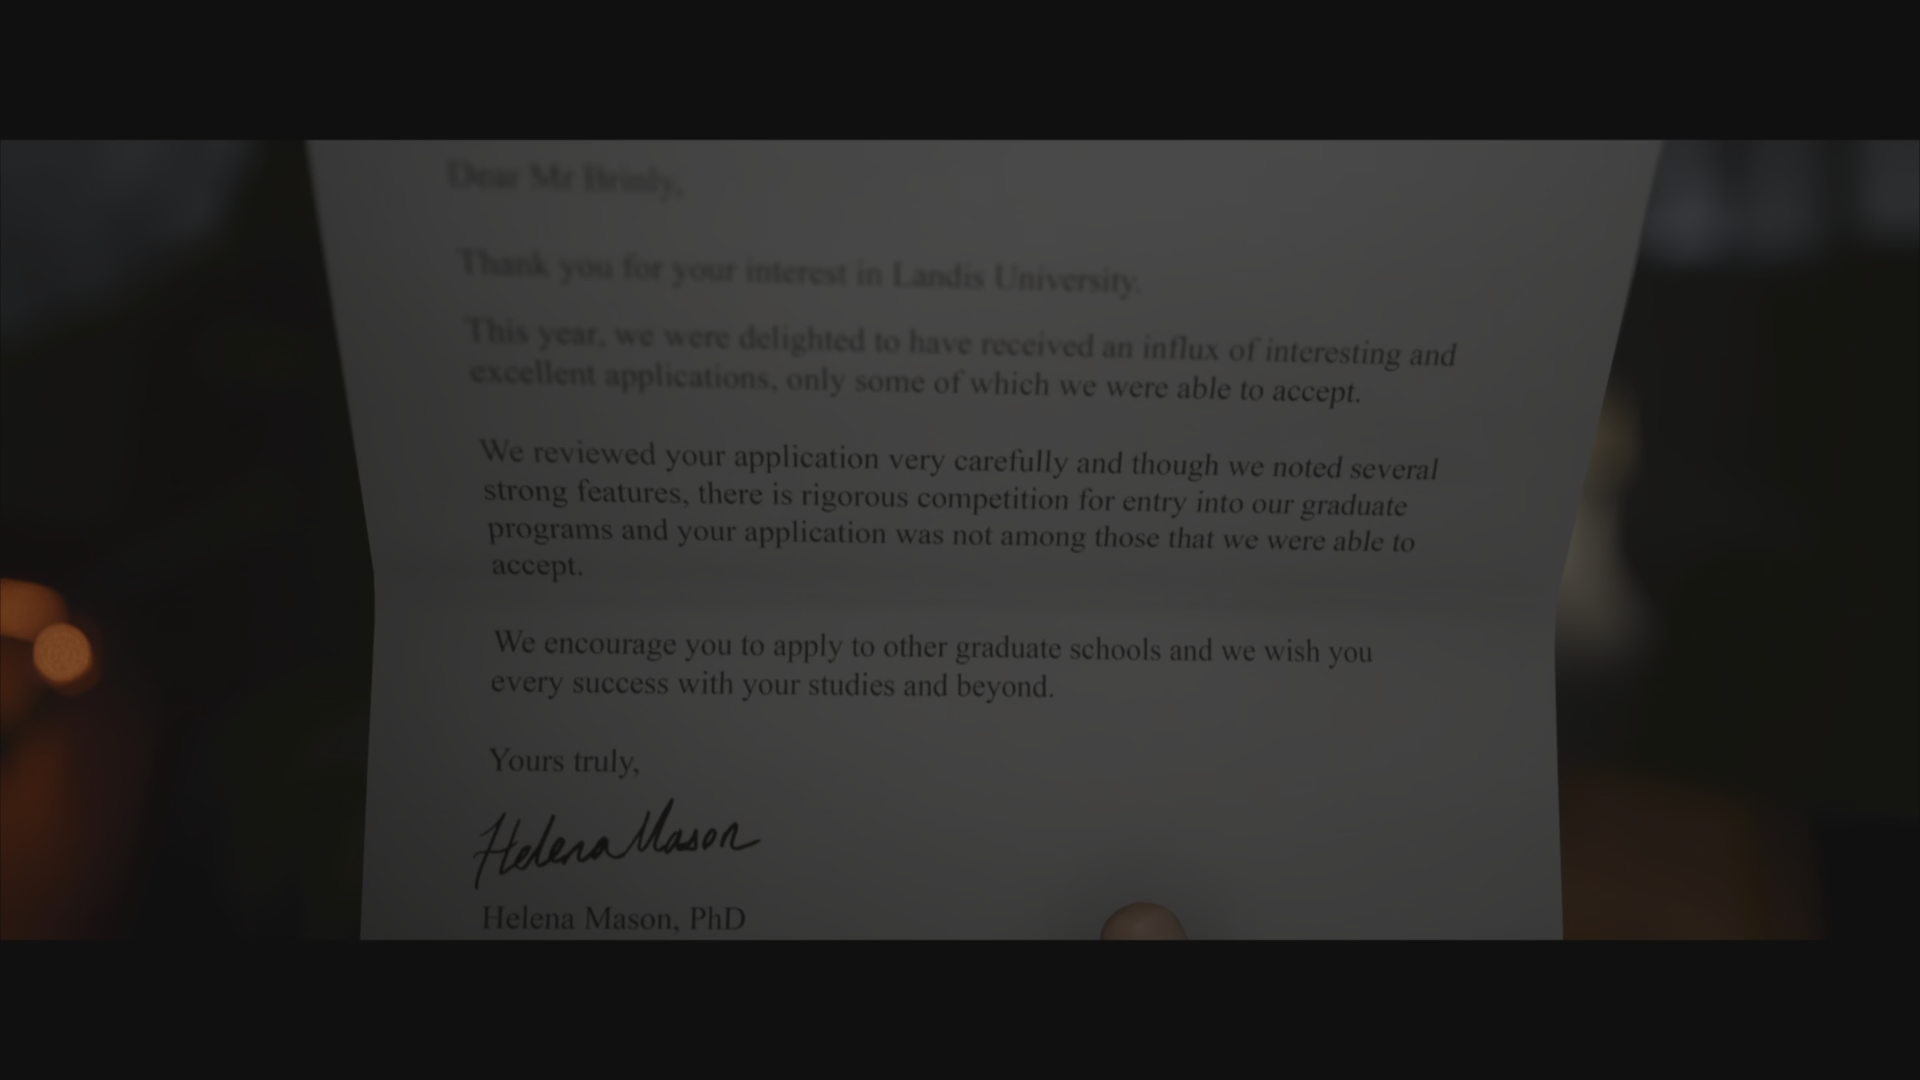 Dear Mr Brinly,
Thank you for your interest in Landis University.
This year, we were delighted to have received an influx of interesting and
excellent applications, only some of which we were able to accept.
We reviewed your application very carefully and though we noted several
strong features, there is rigorous competition for entry into our graduate
programs and your application was not among those that we were able to
accept.
We encourage you to apply to other graduate schools and we wish you
every success with your studies and beyond.
Yours truly,
Helena Mason
Helena Mason, PhD